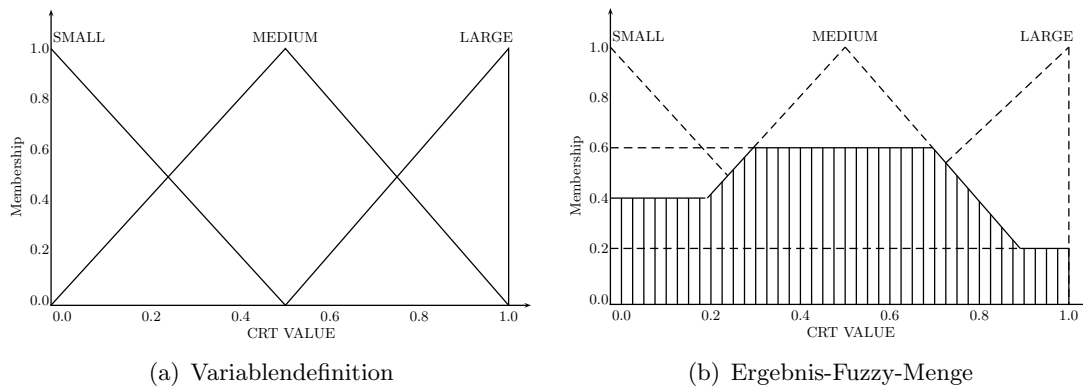 SMALL MEDIUM LARGE
1.0
0.8
0.6
0.4
0.2
0.0
Membership
0.0 0.2 0.4 0.6 0.8 1.0
CRT VALUE
(a) Variablendefinition
SMALL MEDIUM LARGE
1.0
0.8
0.6
0.4
0.2
0.0
Membership
0.0 0.2 0.4 0.6 0.8 1.0
CRT VALUE
(b) Ergebnis-Fuzzy-Menge